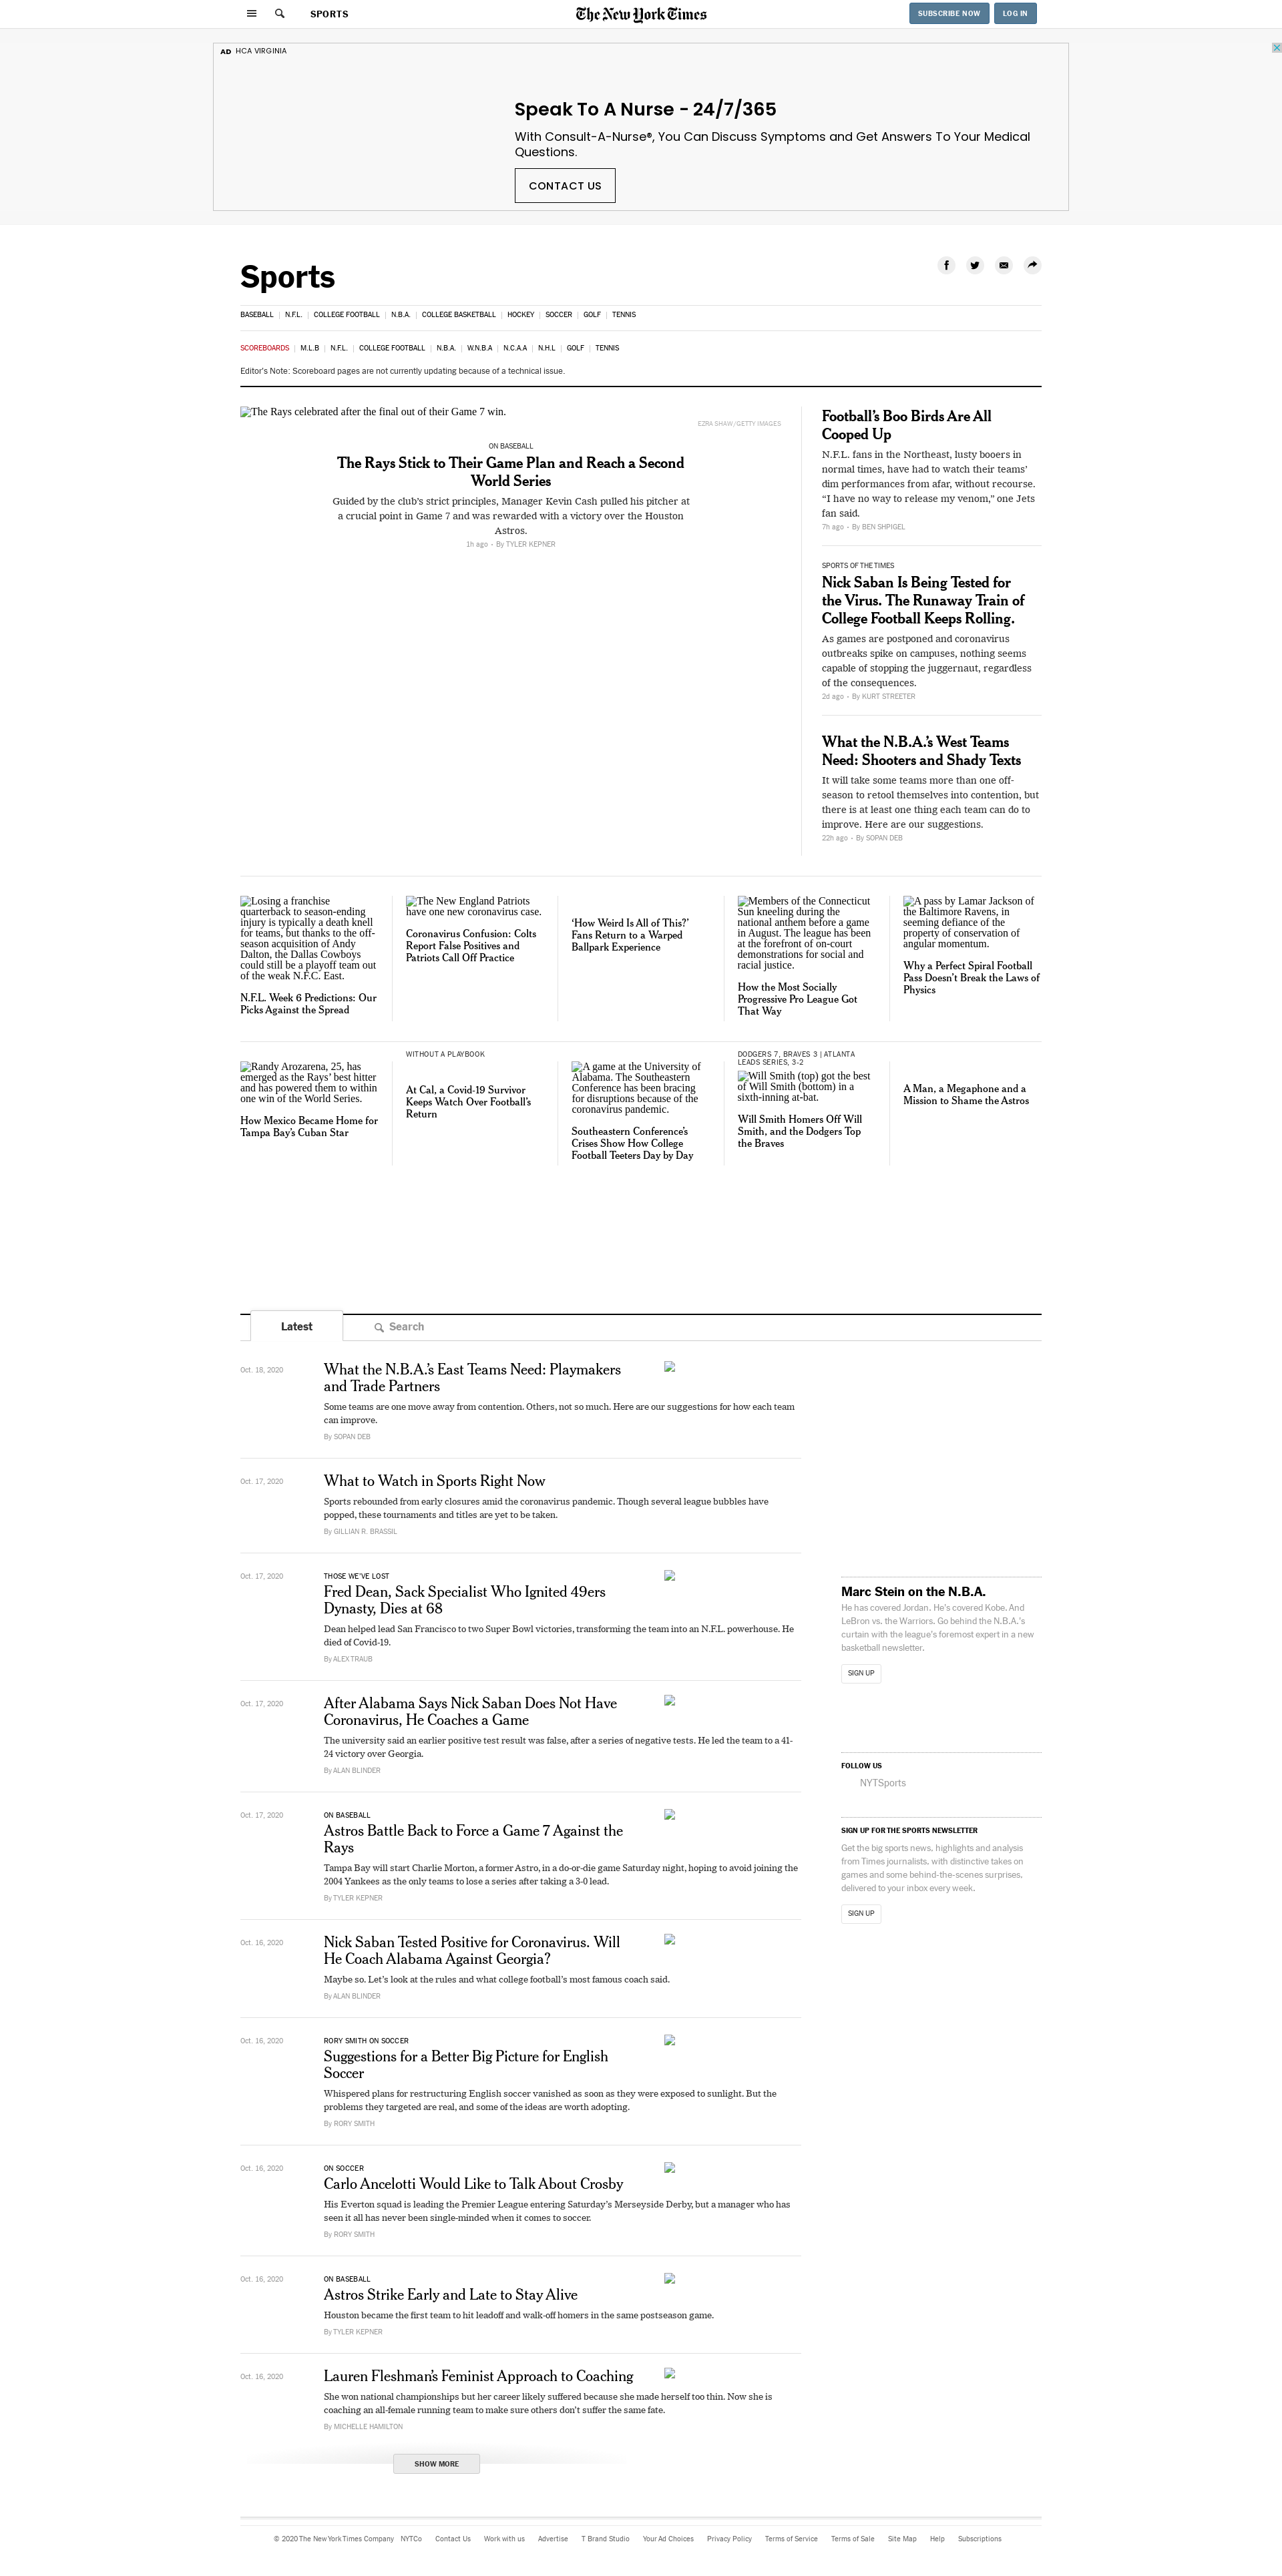 SPORTS
The New York Times
SUBSCRIBE NOW
LOG IN
AD HCA VIRGINIA
Speak To A Nurse - 24/7/365
With Consult-A-Nurse®, You Can Discuss Symptoms and Get Answers To Your Medical
Questions.
CONTACT US
Sports
BASEBALL | N.F.L. | COLLEGE FOOTBALL | N.B.A. | COLLEGE BASKETBALL | HOCKEY | SOCCER | GOLF | TENNIS
SCOREBOARDS | M.L.B | N.F.L. | COLLEGE FOOTBALL | N.B.A. | W.N.B.A | N.C.A.A | N.H.L | GOLF | TENNIS
Editor's Note: Scoreboard pages are not currently updating because of a technical issue.
The Rays celebrated after the final out of their Game 7 win.
EZRA SHAW/GETTY IMAGES
ON BASEBALL
The Rays Stick to Their Game Plan and Reach a Second
World Series
Guided by the club's strict principles, Manager Kevin Cash pulled his pitcher at
a crucial point in Game 7 and was rewarded with a victory over the Houston
Astros.
1h ago - By TYLER KEPNER
Football's Boo Birds Are All
Cooped Up
N.F.L. fans in the Northeast, lusty booers in
normal times, have had to watch their teams'
dim performances from afar, without recourse.
“I have no way to release my venom,” one Jets
fan said.
7h ago - By BEN SHPIGEL
SPORTS OF THE TIMES
Nick Saban Is Being Tested for
the Virus. The Runaway Train of
College Football Keeps Rolling.
As games are postponed and coronavirus
outbreaks spike on campuses, nothing seems
capable of stopping the juggernaut, regardless
of the consequences.
2d ago - By KURT STREETER
What the N.B.A.'s West Teams
Need: Shooters and Shady Texts
It will take some teams more than one off-
season to retool themselves into contention, but
there is at least one thing each team can do to
improve. Here are our suggestions.
22h ago - By SOPAN DEB
Losing a franchise
quarterback to season-ending
injury is typically a death knell
for teams, but thanks to the off-
season acquisition of Andy
Dalton, the Dallas Cowboys
could still be a playoff team out
of the weak N.F.C. East.
N.F.L. Week 6 Predictions: Our
Picks Against the Spread
The New England Patriots
have one new coronavirus case.
Coronavirus Confusion: Colts
Report False Positives and
Patriots Call Off Practice
‘How Weird Is All of This?’
Fans Return to a Warped
Ballpark Experience
Members of the Connecticut
Sun kneeling during the
national anthem before a game
in August. The league has been
at the forefront of on-court
demonstrations for social and
racial justice.
How the Most Socially
Progressive Pro League Got
That Way
A pass by Lamar Jackson of
the Baltimore Ravens, in
seeming defiance of the
property of conservation of
angular momentum.
Why a Perfect Spiral Football
Pass Doesn't Break the Laws of
Physics
Randy Arozarena, 25, has
emerged as the Rays' best hitter
and has powered them to within
one win of the World Series.
How Mexico Became Home for
Tampa Bay's Cuban Star
WITHOUT A PLAYBOOK
At Cal, a Covid-19 Survivor
Keeps Watch Over Football's
Return
A game at the University of
Alabama. The Southeastern
Conference has been bracing
for disruptions because of the
coronavirus pandemic.
Southeastern Conference's
Crises Show How College
Football Teeters Day by Day
DODGERS 7, BRAVES 3 | ATLANTA
LEADS SERIES, 3-2
Will Smith (top) got the best
of Will Smith (bottom) in a
sixth-inning at-bat.
Will Smith Homers Off Will
Smith, and the Dodgers Top
the Braves
A Man, a Megaphone and a
Mission to Shame the Astros
Latest
Search
Oct. 18, 2020
What the N.B.A.'s East Teams Need: Playmakers
and Trade Partners
Some teams are one move away from contention. Others, not so much. Here are our suggestions for how each team
can improve.
By SOPAN DEB
Oct. 17, 2020
What to Watch in Sports Right Now
Sports rebounded from early closures amid the coronavirus pandemic. Though several league bubbles have
popped, these tournaments and titles are yet to be taken.
By GILLIAN R. BRASSIL
Oct. 17, 2020
THOSE WE'VE LOST
Fred Dean, Sack Specialist Who Ignited 49ers
Dynasty, Dies at 68
Dean helped lead San Francisco to two Super Bowl victories, transforming the team into an N.F.L. powerhouse. He
died of Covid-19.
By ALEX TRAUB
Oct. 17, 2020
After Alabama Says Nick Saban Does Not Have
Coronavirus, He Coaches a Game
The university said an earlier positive test result was false, after a series of negative tests. He led the team to a 41-
24 victory over Georgia.
By ALAN BLINDER
Oct. 17, 2020
ON BASEBALL
Astros Battle Back to Force a Game 7 Against the
Rays
Tampa Bay will start Charlie Morton, a former Astro, in a do-or-die game Saturday night, hoping to avoid joining the
2004 Yankees as the only teams to lose a series after taking a 3-0 lead.
By TYLER KEPNER
Oct. 16, 2020
Nick Saban Tested Positive for Coronavirus. Will
He Coach Alabama Against Georgia?
Maybe so. Let's look at the rules and what college football's most famous coach said.
By ALAN BLINDER
Oct. 16, 2020
RORY SMITH ON SOCCER
Suggestions for a Better Big Picture for English
Soccer
Whispered plans for restructuring English soccer vanished as soon as they were exposed to sunlight. But the
problems they targeted are real, and some of the ideas are worth adopting.
By RORY SMITH
Oct. 16, 2020
ON SOCCER
Carlo Ancelotti Would Like to Talk About Crosby
His Everton squad is leading the Premier League entering Saturday's Merseyside Derby, but a manager who has
seen it all has never been single-minded when it comes to soccer.
By RORY SMITH
Oct. 16, 2020
ON BASEBALL
Astros Strike Early and Late to Stay Alive
Houston became the first team to hit leadoff and walk-off homers in the same postseason game.
By TYLER KEPNER
Oct. 16, 2020
Lauren Fleshman's Feminist Approach to Coaching
She won national championships but her career likely suffered because she made herself too thin. Now she is
coaching an all-female running team to make sure others don't suffer the same fate.
By MICHELLE HAMILTON
SHOW MORE
Marc Stein on the N.B.A.
He has covered Jordan. He's covered Kobe. And
LeBron vs. the Warriors. Go behind the N.B.A.'s
curtain with the league's foremost expert in a new
basketball newsletter.
SIGN UP
FOLLOW US
NYTSports
SIGN UP FOR THE SPORTS NEWSLETTER
Get the big sports news, highlights and analysis
from Times journalists, with distinctive takes on
games and some behind-the-scenes surprises,
delivered to your inbox every week.
SIGN UP
© 2020 The New York Times Company NYTCo Contact Us Work with us Advertise T Brand Studio Your Ad Choices Privacy Policy Terms of Service Terms of Sale Site Map Help Subscriptions